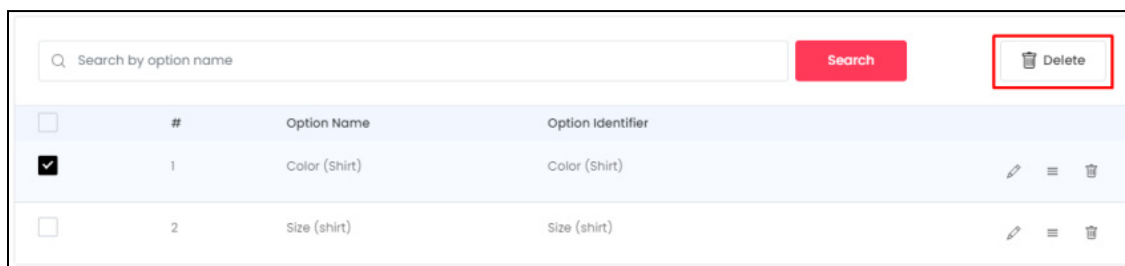 Search by option name Search Delete
# Option Name Option Identifier
1 Color (Shirt) Color (Shirt)
2 Size (shirt) Size (shirt)